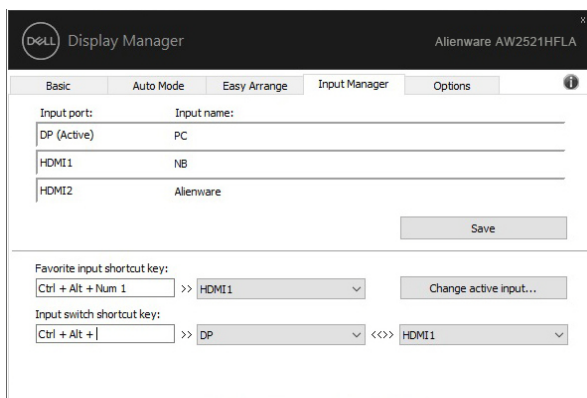 DELL Display Manager Alienware AW2521HFLA
x
Basic Auto Mode Easy Arrange Input Manager Options i
Input port: Input name:
DP (Active) PC
HDMI1 NB
HDMI2 Alienware
Save
Favorite input shortcut key:
Ctrl + Alt + Num 1 >> HDMI1 Change active input...
Input switch shortcut key:
Ctrl + Alt + >> DP <<>> HDMI1